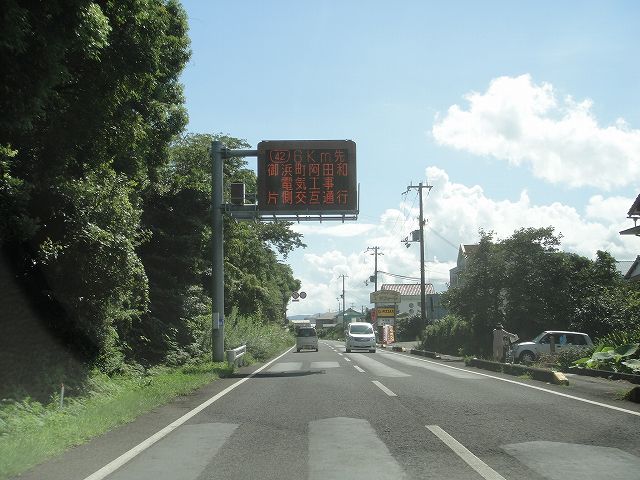 (42) 6Km先
御浜町阿田和
電気工事
片側交互通行